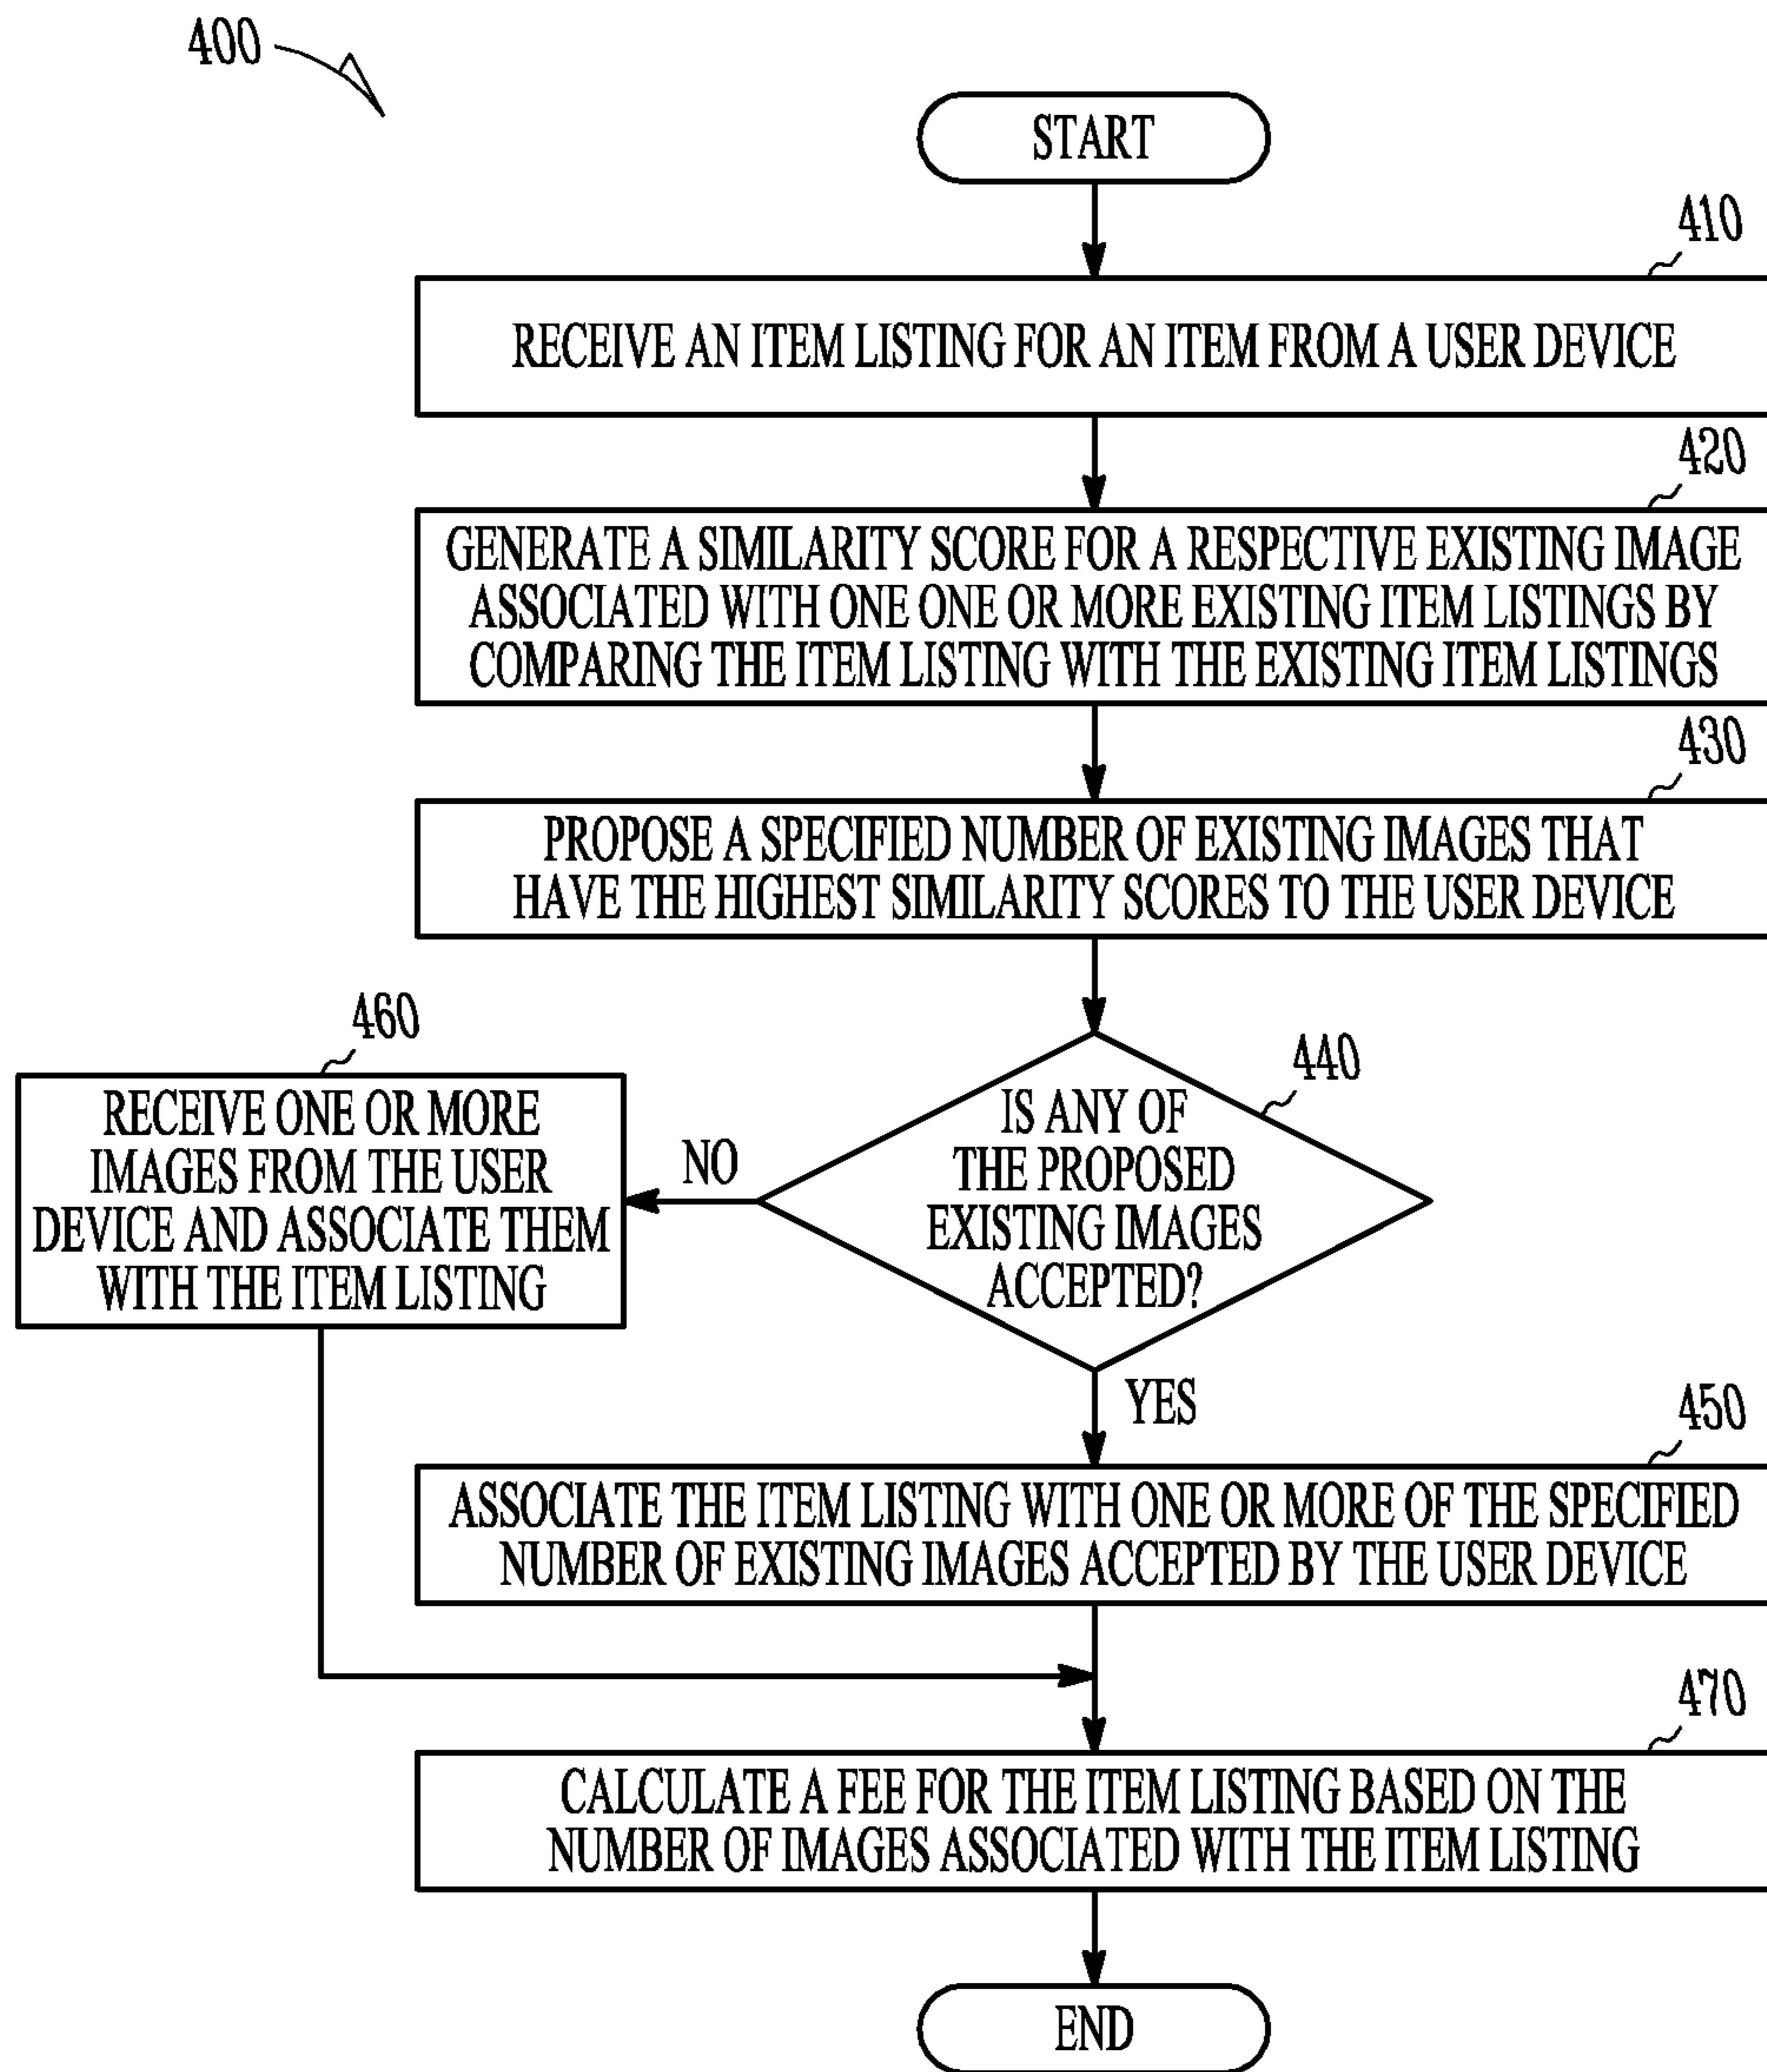 400
START
410
RECEIVE AN ITEM LISTING FOR AN ITEM FROM A USER DEVICE
420
GENERATE A SIMILARITY SCORE FOR A RESPECTIVE EXISTING IMAGE
ASSOCIATED WITH ONE ONE OR MORE EXISTING ITEM LISTINGS BY
COMPARING THE ITEM LISTING WITH THE EXISTING ITEM LISTINGS
430
PROPOSE A SPECIFIED NUMBER OF EXISTING IMAGES THAT
HAVE THE HIGHEST SIMILARITY SCORES TO THE USER DEVICE
440
IS ANY OF
THE PROPOSED
EXISTING IMAGES
ACCEPTED?
NO
460
RECEIVE ONE OR MORE
IMAGES FROM THE USER
DEVICE AND ASSOCIATE THEM
WITH THE ITEM LISTING
YES
450
ASSOCIATE THE ITEM LISTING WITH ONE OR MORE OF THE SPECIFIED
NUMBER OF EXISTING IMAGES ACCEPTED BY THE USER DEVICE
470
CALCULATE A FEE FOR THE ITEM LISTING BASED ON THE
NUMBER OF IMAGES ASSOCIATED WITH THE ITEM LISTING
END